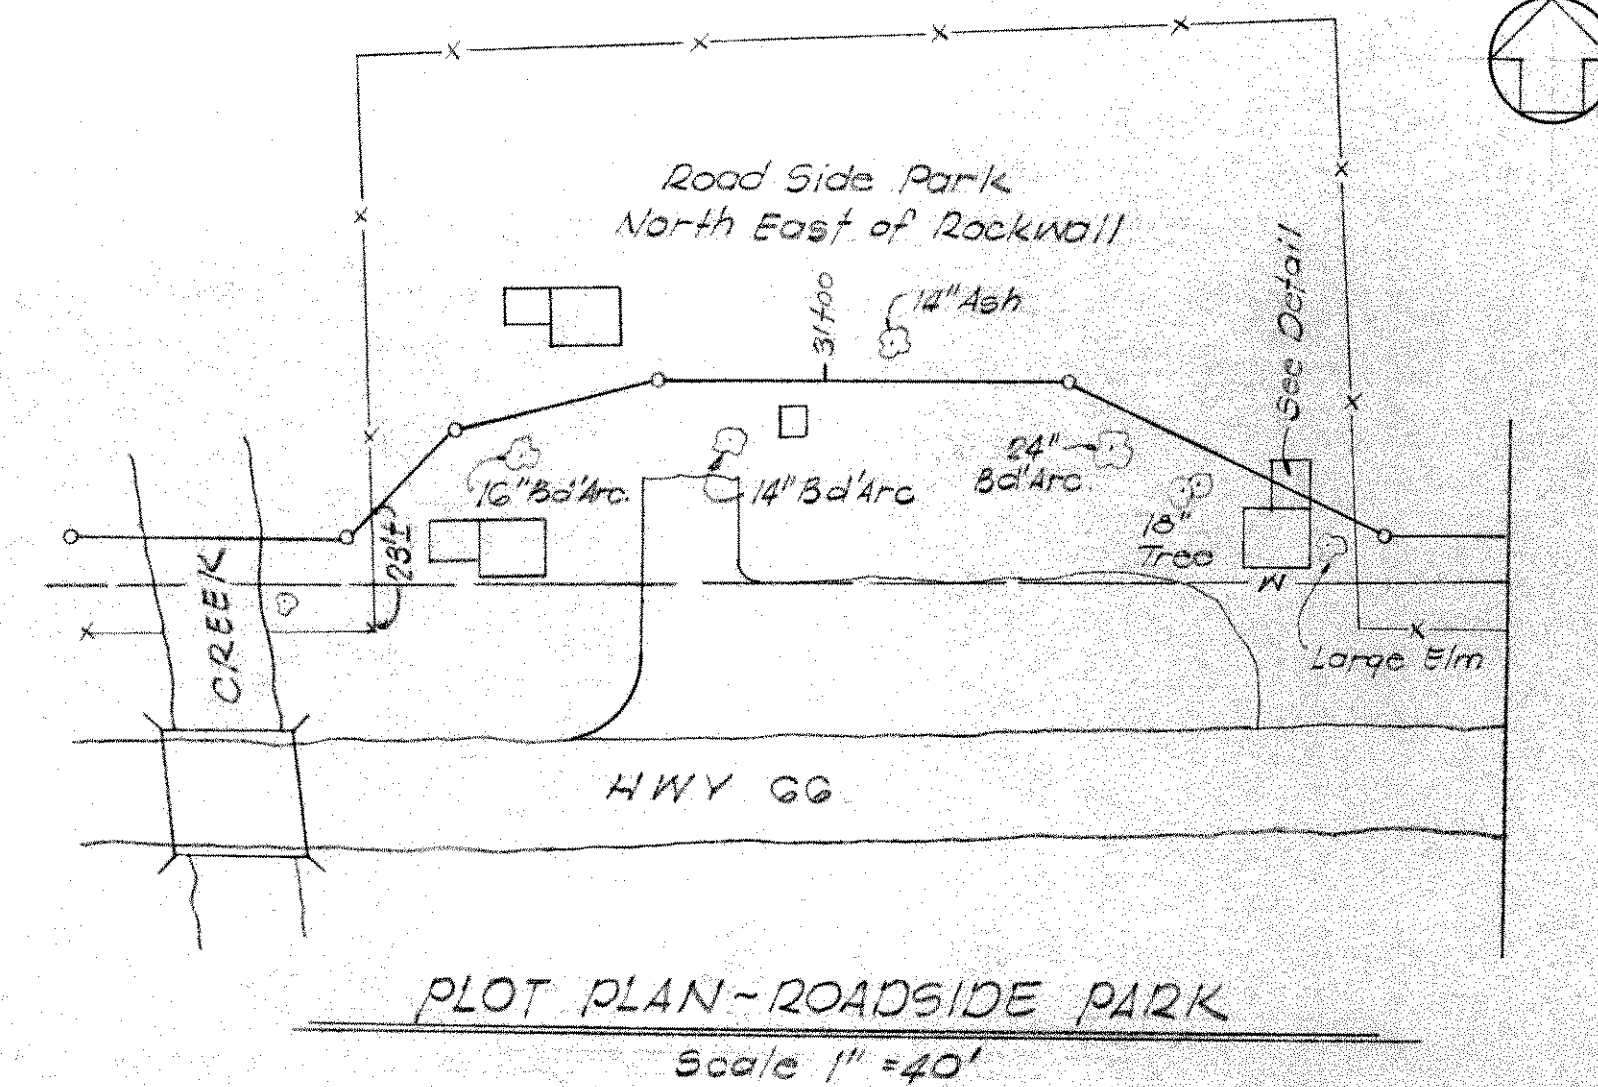 Road Side Park
North East of Rockwall
31+00
14" Ash
See Detail
16" Bd'Arc.
14" Bd'Arc
24"
Bd'Arc.
18"
Tree
23'±
W
CREEK
Large Elm
HWY 66
PLOT PLAN~ROADSIDE PARK
Scale 1" =40'